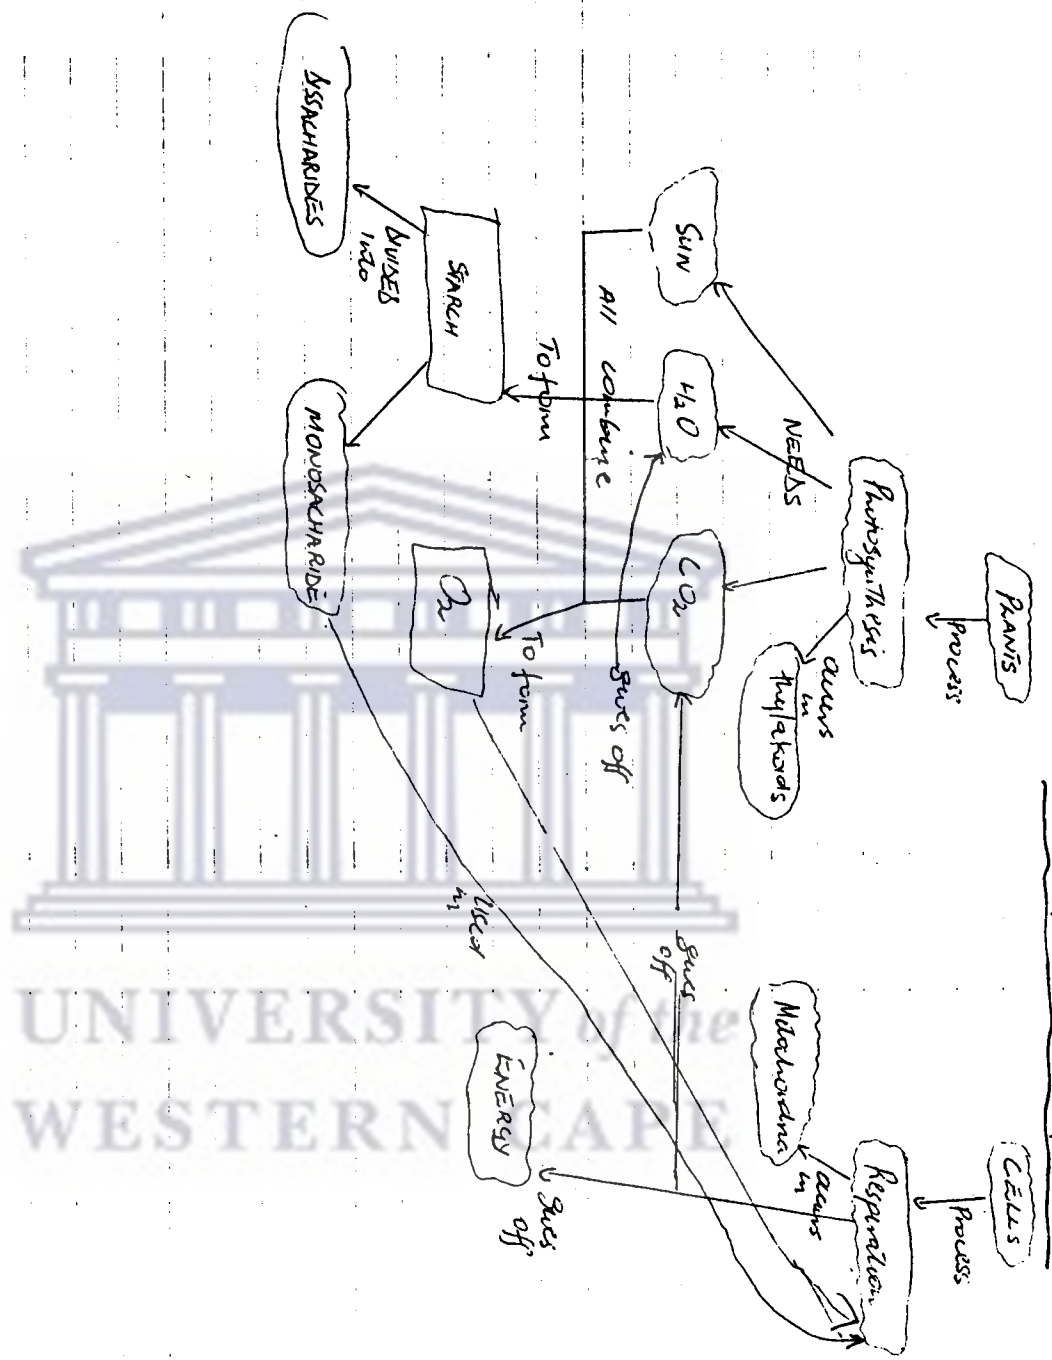 PLANTS
Process
Photosynthesis
occurs
in
thylakoids
NEEDS
SUN
H2O
CO2
All combine
To form
To form
gives off
STARCH
O2
DIVIDES
into
DISSACHARIDES
MONOSACHARIDE
Used
in
CELLS
Process
Respiration
occurs
in
Mitochondria
gives
off
gives
off
ENERGY
UNIVERSITY of the
WESTERN CAPE